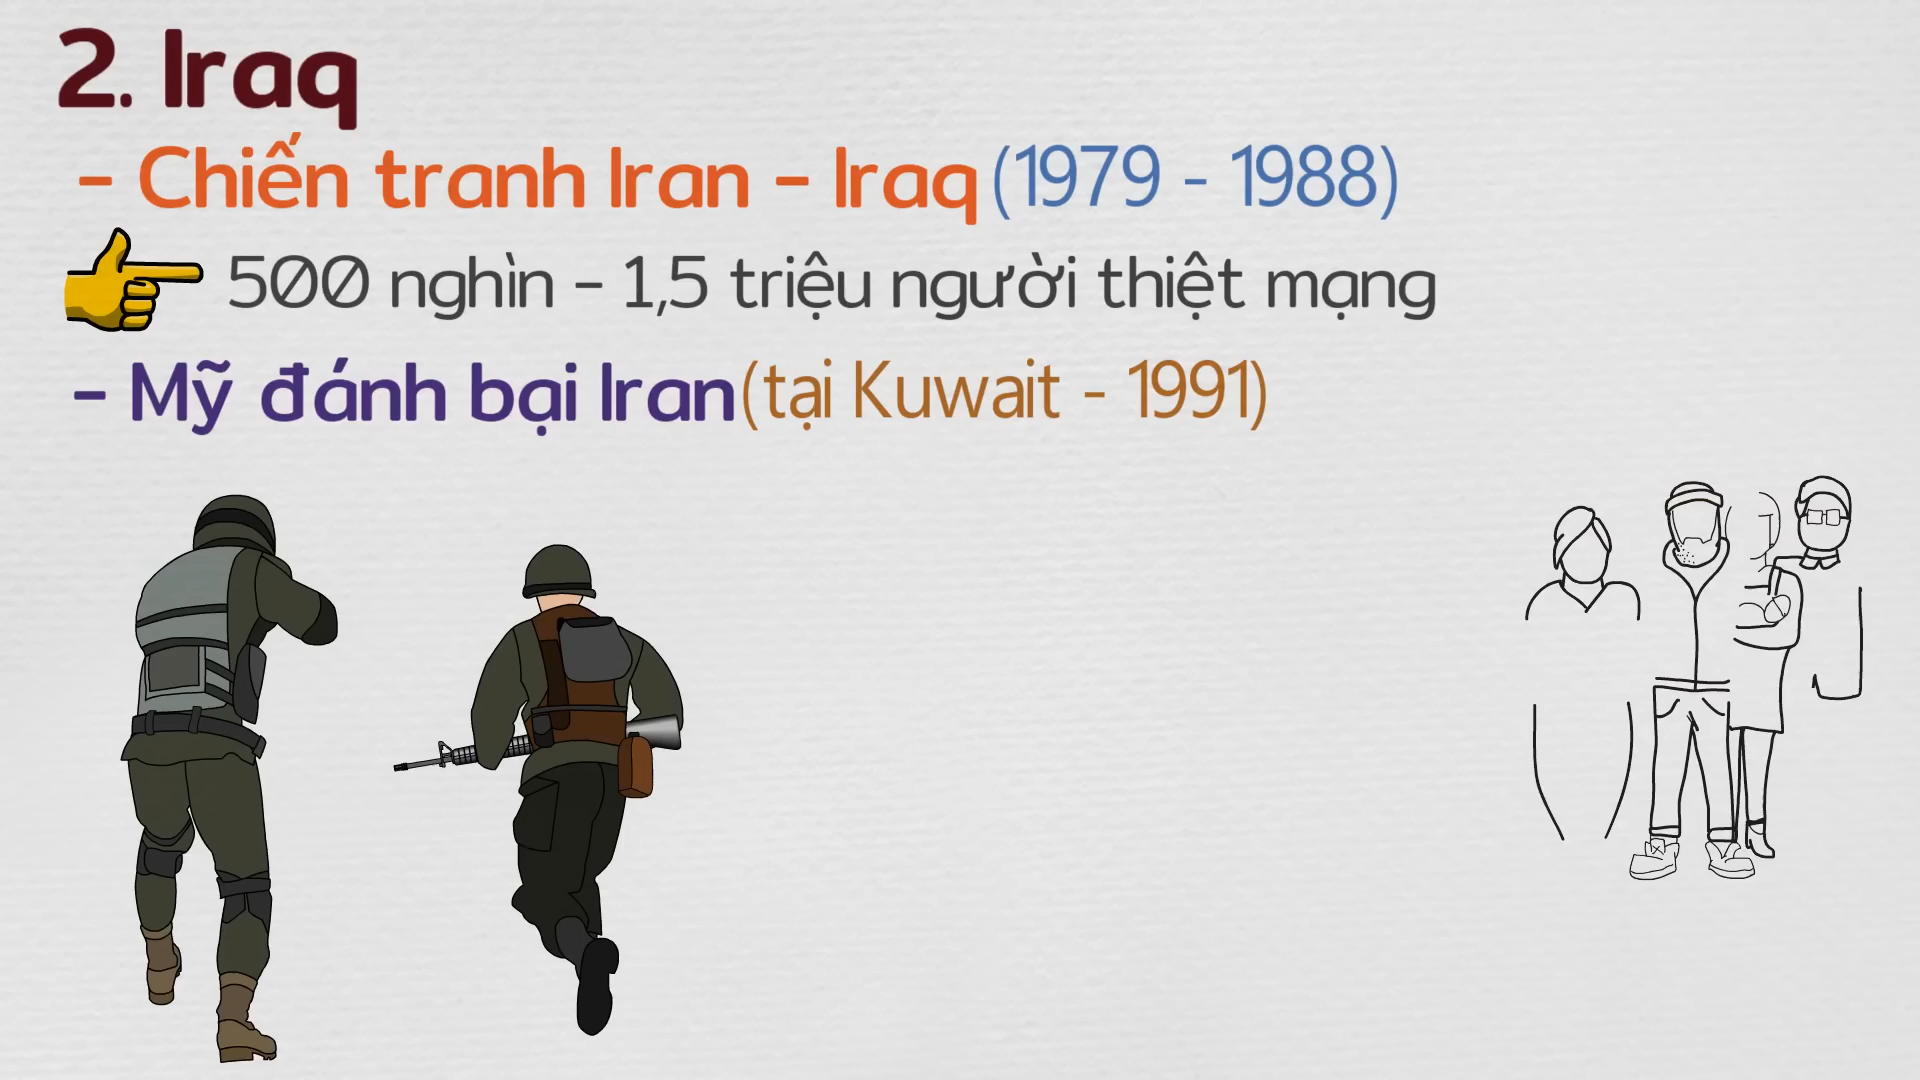 2. Iraq
- Chiến tranh Iran - Iraq (1979 - 1988)
500 nghìn - 1,5 triệu người thiệt mạng
- Mỹ đánh bại Iran (tại Kuwait - 1991)